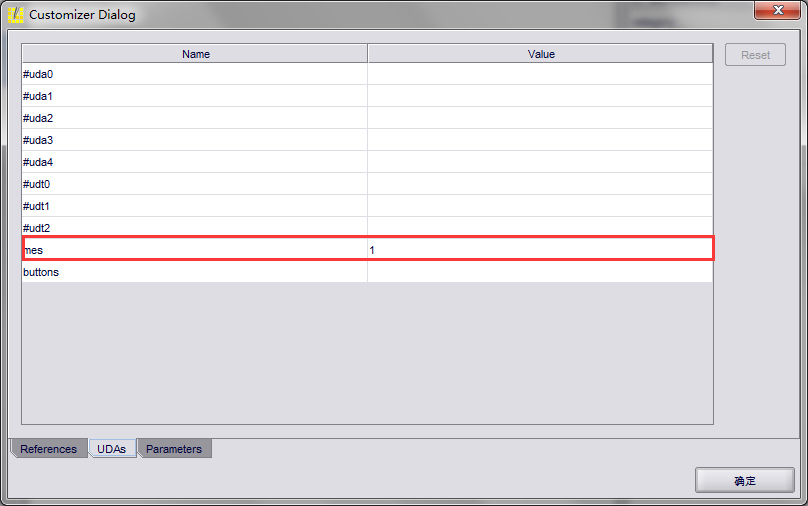 Customizer Dialog
Name Value
Reset
#uda0
#uda1
#uda2
#uda3
#uda4
#udt0
#udt1
#udt2
mes 1
buttons
References UDAs Parameters
确定